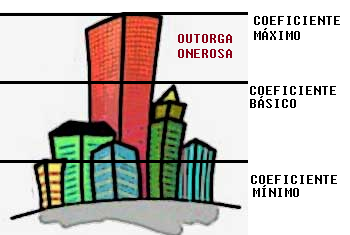 COEFICIENTE
MÁXIMO
OUTORGA
ONEROSA
COEFICIENTE
BÁSICO
COEFICIENTE
MÍNIMO